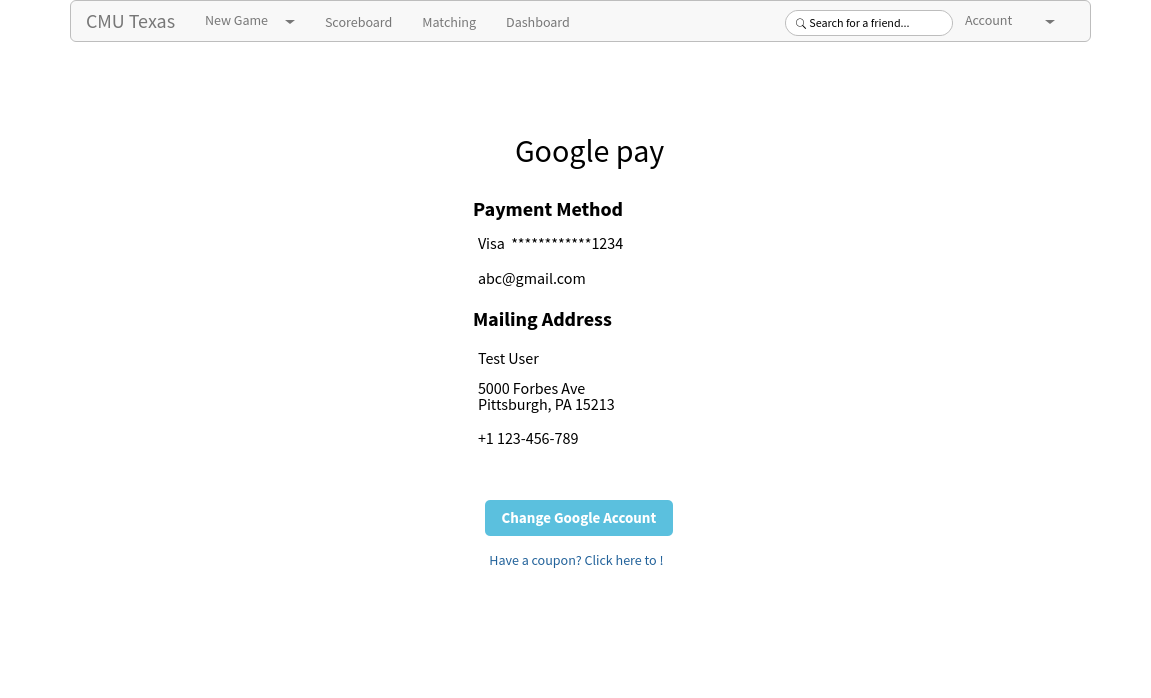 CMU Texas New Game Scoreboard Matching Dashboard Search for a friend... Account
Google pay
Payment Method
Visa ************1234
abc@gmail.com
Mailing Address
Test User
5000 Forbes Ave
Pittsburgh, PA 15213
+1 123-456-789
Change Google Account
Have a coupon? Click here to !